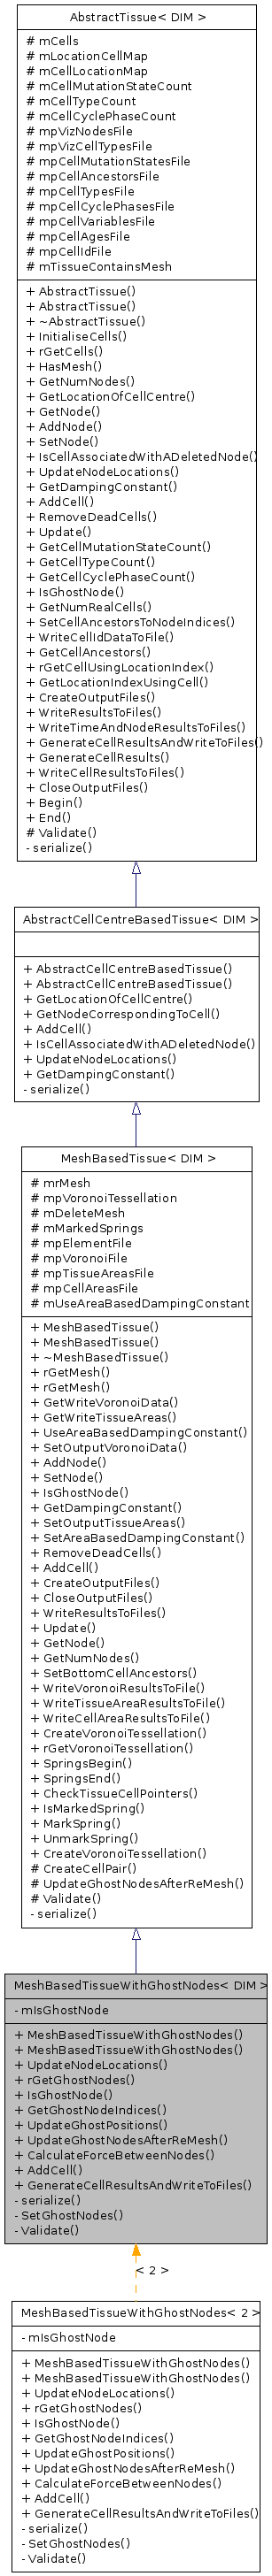 AbstractTissue< DIM >
# mCells
# mLocationCellMap
# mCellLocationMap
# mCellMutationStateCount
# mCellTypeCount
# mCellCyclePhaseCount
# mpVizNodesFile
# mpVizCellTypesFile
# mpCellMutationStatesFile
# mpCellAncestorsFile
# mpCellTypesFile
# mpCellCyclePhasesFile
# mpCellVariablesFile
# mpCellAgesFile
# mpCellIdFile
# mTissueContainsMesh
+ AbstractTissue()
+ AbstractTissue()
+ ~AbstractTissue()
+ InitialiseCells()
+ rGetCells()
+ HasMesh()
+ GetNumNodes()
+ GetLocationOfCellCentre()
+ GetNode()
+ AddNode()
+ SetNode()
+ IsCellAssociatedWithADeletedNode()
+ UpdateNodeLocations()
+ GetDampingConstant()
+ AddCell()
+ RemoveDeadCells()
+ Update()
+ GetCellMutationStateCount()
+ GetCellTypeCount()
+ GetCellCyclePhaseCount()
+ IsGhostNode()
+ GetNumRealCells()
+ SetCellAncestorsToNodeIndices()
+ WriteCellIdDataToFile()
+ GetCellAncestors()
+ rGetCellUsingLocationIndex()
+ GetLocationIndexUsingCell()
+ CreateOutputFiles()
+ WriteResultsToFiles()
+ WriteTimeAndNodeResultsToFiles()
+ GenerateCellResultsAndWriteToFiles()
+ GenerateCellResults()
+ WriteCellResultsToFiles()
+ CloseOutputFiles()
+ Begin()
+ End()
# Validate()
- serialize()
AbstractCellCentreBasedTissue< DIM >
+ AbstractCellCentreBasedTissue()
+ AbstractCellCentreBasedTissue()
+ GetLocationOfCellCentre()
+ GetNodeCorrespondingToCell()
+ AddCell()
+ IsCellAssociatedWithADeletedNode()
+ UpdateNodeLocations()
+ GetDampingConstant()
- serialize()
MeshBasedTissue< DIM >
# mrMesh
# mpVoronoiTessellation
# mDeleteMesh
# mMarkedSprings
# mpElementFile
# mpVoronoiFile
# mpTissueAreasFile
# mpCellAreasFile
# mUseAreaBasedDampingConstant
+ MeshBasedTissue()
+ MeshBasedTissue()
+ ~MeshBasedTissue()
+ rGetMesh()
+ rGetMesh()
+ GetWriteVoronoiData()
+ GetWriteTissueAreas()
+ UseAreaBasedDampingConstant()
+ SetOutputVoronoiData()
+ AddNode()
+ SetNode()
+ IsGhostNode()
+ GetDampingConstant()
+ SetOutputTissueAreas()
+ SetAreaBasedDampingConstant()
+ RemoveDeadCells()
+ AddCell()
+ CreateOutputFiles()
+ CloseOutputFiles()
+ WriteResultsToFiles()
+ Update()
+ GetNode()
+ GetNumNodes()
+ SetBottomCellAncestors()
+ WriteVoronoiResultsToFile()
+ WriteTissueAreaResultsToFile()
+ WriteCellAreaResultsToFile()
+ CreateVoronoiTessellation()
+ rGetVoronoiTessellation()
+ SpringsBegin()
+ SpringsEnd()
+ CheckTissueCellPointers()
+ IsMarkedSpring()
+ MarkSpring()
+ UnmarkSpring()
+ CreateVoronoiTessellation()
# CreateCellPair()
# UpdateGhostNodesAfterReMesh()
# Validate()
- serialize()
MeshBasedTissueWithGhostNodes< DIM >
- mIsGhostNode
+ MeshBasedTissueWithGhostNodes()
+ MeshBasedTissueWithGhostNodes()
+ UpdateNodeLocations()
+ rGetGhostNodes()
+ IsGhostNode()
+ GetGhostNodeIndices()
+ UpdateGhostPositions()
+ UpdateGhostNodesAfterReMesh()
+ CalculateForceBetweenNodes()
+ AddCell()
+ GenerateCellResultsAndWriteToFiles()
- serialize()
- SetGhostNodes()
- Validate()
< 2 >
MeshBasedTissueWithGhostNodes< 2 >
- mIsGhostNode
+ MeshBasedTissueWithGhostNodes()
+ MeshBasedTissueWithGhostNodes()
+ UpdateNodeLocations()
+ rGetGhostNodes()
+ IsGhostNode()
+ GetGhostNodeIndices()
+ UpdateGhostPositions()
+ UpdateGhostNodesAfterReMesh()
+ CalculateForceBetweenNodes()
+ AddCell()
+ GenerateCellResultsAndWriteToFiles()
- serialize()
- SetGhostNodes()
- Validate()